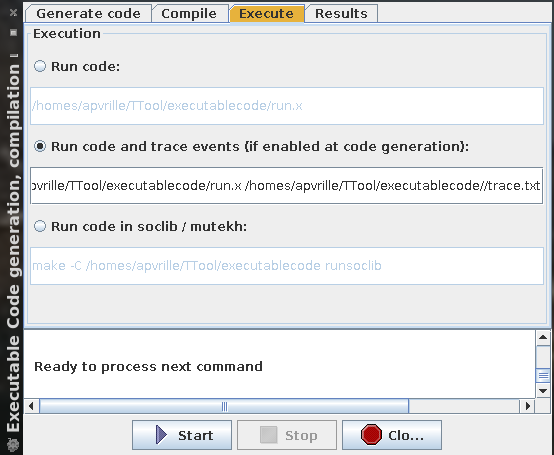 Executable Code generation, compilation
Generate code
Compile
Execute
Results
Execution
Run code:
/homes/apvrille/TTool/executablecode/run.x
Run code and trace events (if enabled at code generation):
pvrille/TTool/executablecode/run.x /homes/apvrille/TTool/executablecode//trace.txt
Run code in soclib / mutekh:
make -C /homes/apvrille/TTool/executablecode runsoclib
Ready to process next command
Start
Stop
Clo...